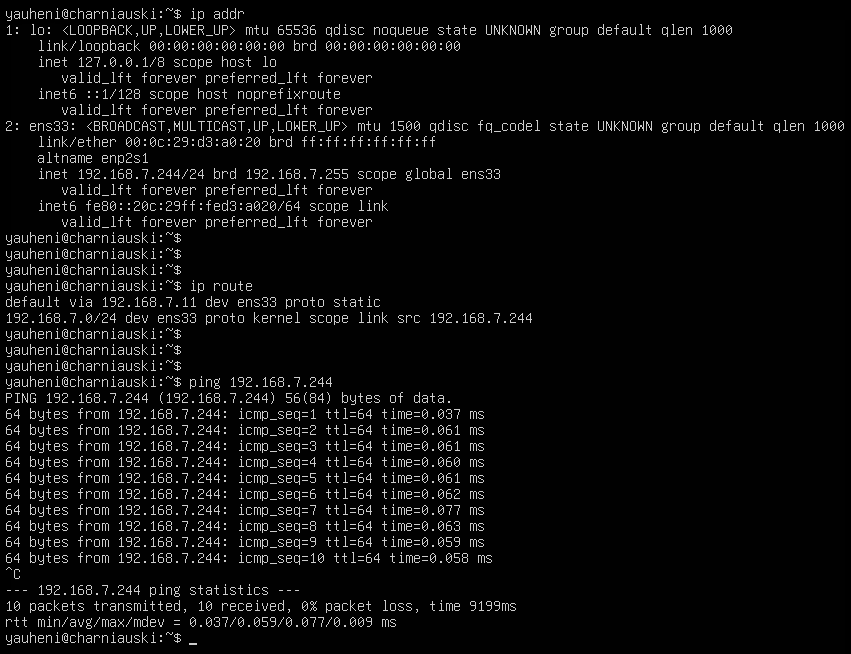 yauheni@charniauski:~$ ip addr
1: lo: <LOOPBACK,UP,LOWER_UP> mtu 65536 qdisc noqueue state UNKNOWN group default qlen 1000
    link/loopback 00:00:00:00:00:00 brd 00:00:00:00:00:00
    inet 127.0.0.1/8 scope host lo
       valid_lft forever preferred_lft forever
    inet6 ::1/128 scope host noprefixroute
       valid_lft forever preferred_lft forever
2: ens33: <BROADCAST,MULTICAST,UP,LOWER_UP> mtu 1500 qdisc fq_codel state UNKNOWN group default qlen 1000
    link/ether 00:0c:29:d3:a0:20 brd ff:ff:ff:ff:ff:ff
    altname enp2s1
    inet 192.168.7.244/24 brd 192.168.7.255 scope global ens33
       valid_lft forever preferred_lft forever
    inet6 fe80::20c:29ff:fed3:a020/64 scope link
       valid_lft forever preferred_lft forever
yauheni@charniauski:~$
yauheni@charniauski:~$
yauheni@charniauski:~$
yauheni@charniauski:~$ ip route
default via 192.168.7.11 dev ens33 proto static
192.168.7.0/24 dev ens33 proto kernel scope link src 192.168.7.244
yauheni@charniauski:~$
yauheni@charniauski:~$
yauheni@charniauski:~$
yauheni@charniauski:~$ ping 192.168.7.244
PING 192.168.7.244 (192.168.7.244) 56(84) bytes of data.
64 bytes from 192.168.7.244: icmp_seq=1 ttl=64 time=0.037 ms
64 bytes from 192.168.7.244: icmp_seq=2 ttl=64 time=0.061 ms
64 bytes from 192.168.7.244: icmp_seq=3 ttl=64 time=0.061 ms
64 bytes from 192.168.7.244: icmp_seq=4 ttl=64 time=0.060 ms
64 bytes from 192.168.7.244: icmp_seq=5 ttl=64 time=0.061 ms
64 bytes from 192.168.7.244: icmp_seq=6 ttl=64 time=0.062 ms
64 bytes from 192.168.7.244: icmp_seq=7 ttl=64 time=0.077 ms
64 bytes from 192.168.7.244: icmp_seq=8 ttl=64 time=0.063 ms
64 bytes from 192.168.7.244: icmp_seq=9 ttl=64 time=0.059 ms
64 bytes from 192.168.7.244: icmp_seq=10 ttl=64 time=0.058 ms
^C
--- 192.168.7.244 ping statistics ---
10 packets transmitted, 10 received, 0% packet loss, time 9199ms
rtt min/avg/max/mdev = 0.037/0.059/0.077/0.009 ms
yauheni@charniauski:~$ _